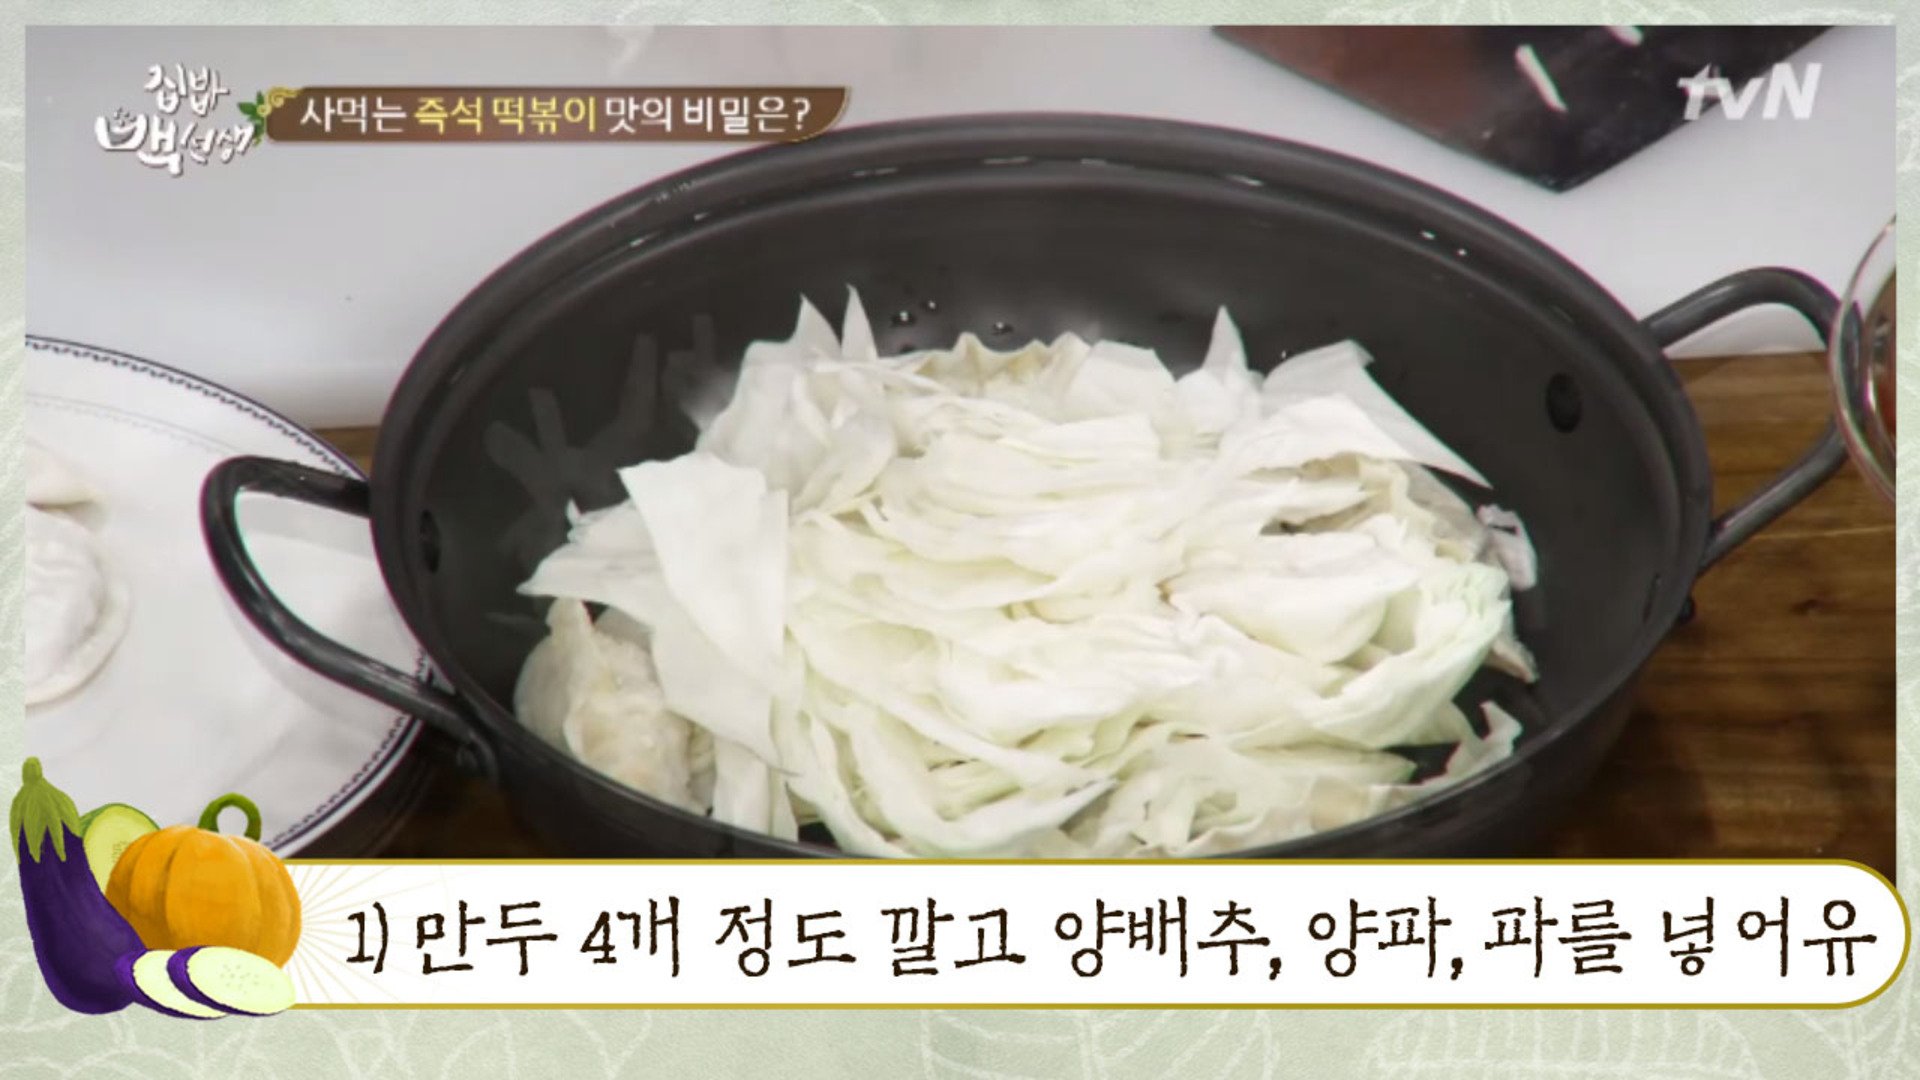 집밥
백선생
사먹는 즉석 떡볶이 맛의 비밀은?
tvN
1) 만두 4개 정도 깔고 양배추, 양파, 파를 넣어유